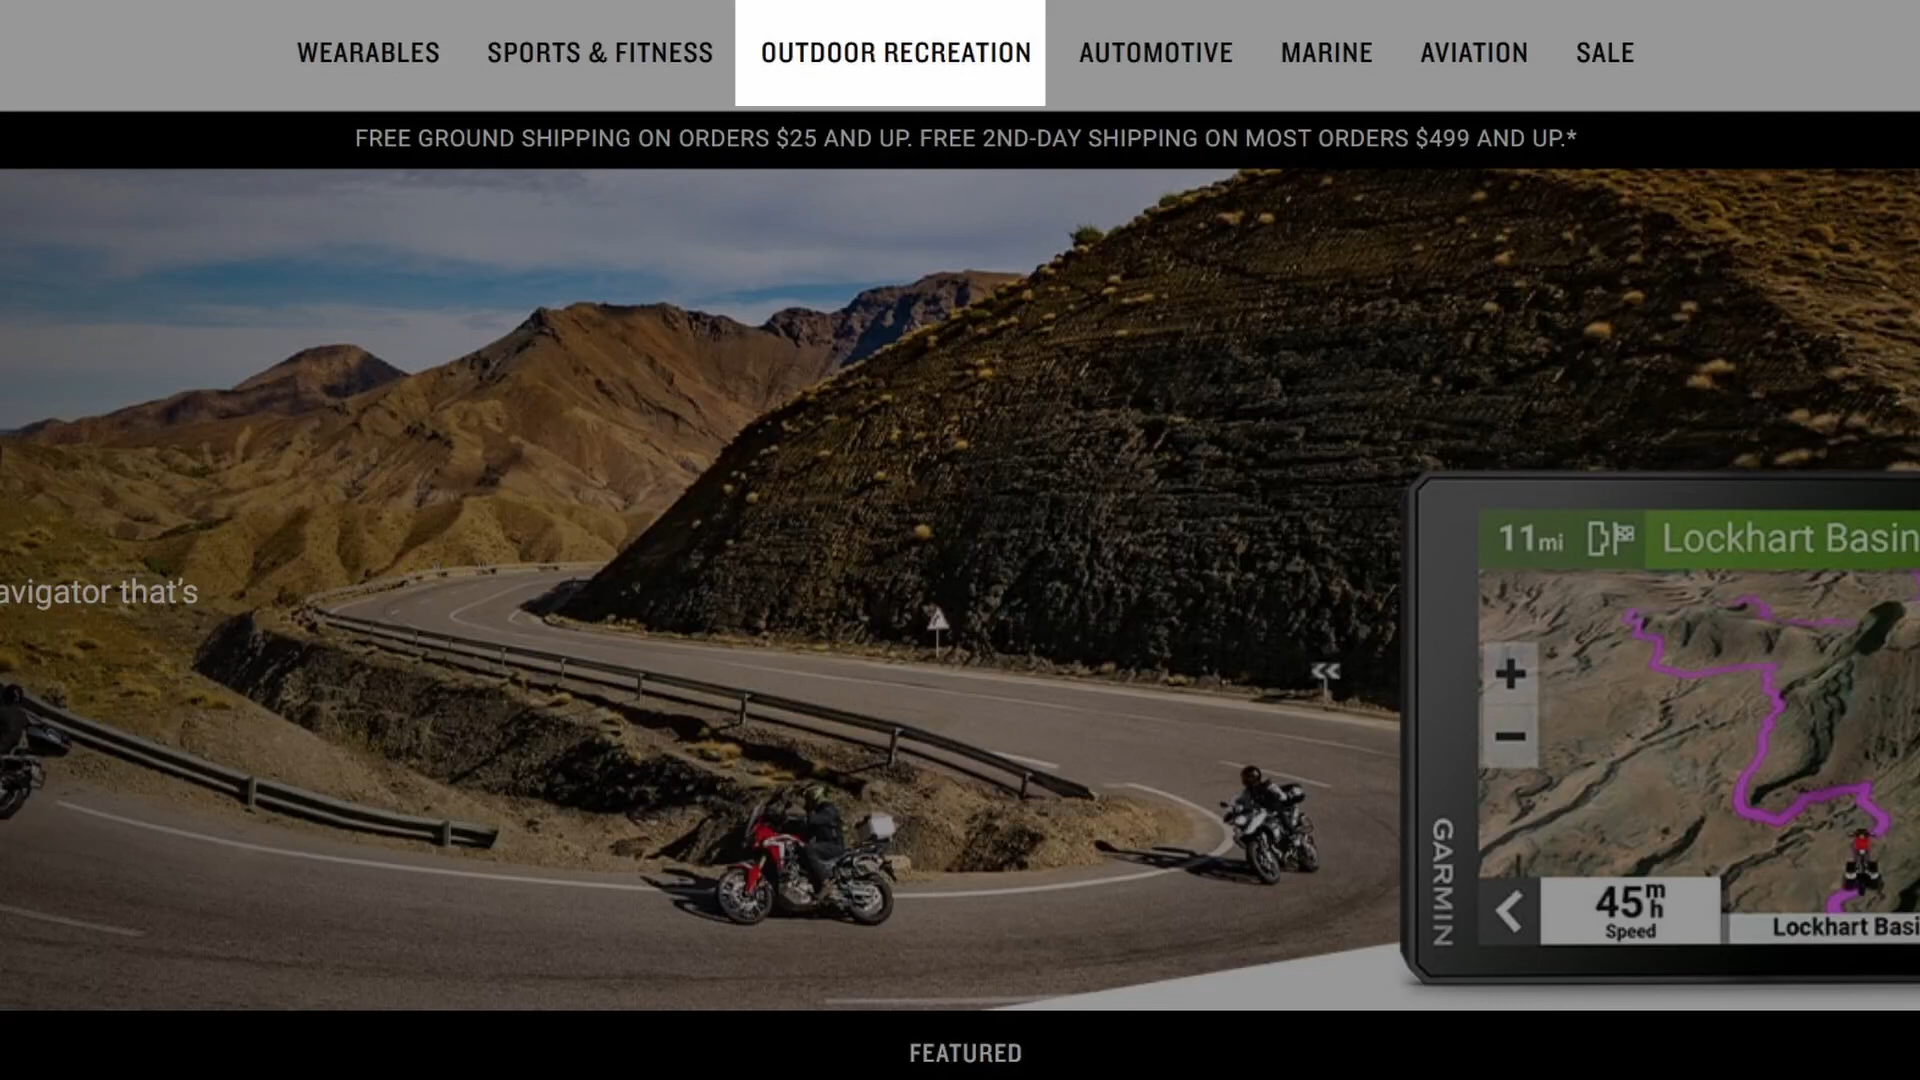 WEARABLES SPORTS & FITNESS OUTDOOR RECREATION AUTOMOTIVE MARINE AVIATION SALE
FREE GROUND SHIPPING ON ORDERS $25 AND UP. FREE 2ND-DAY SHIPPING ON MOST ORDERS $499 AND UP.*
avigator that's
11mi Lockhart Basin
+
-
45mh
Speed
Lockhart Basi
GARMIN
FEATURED